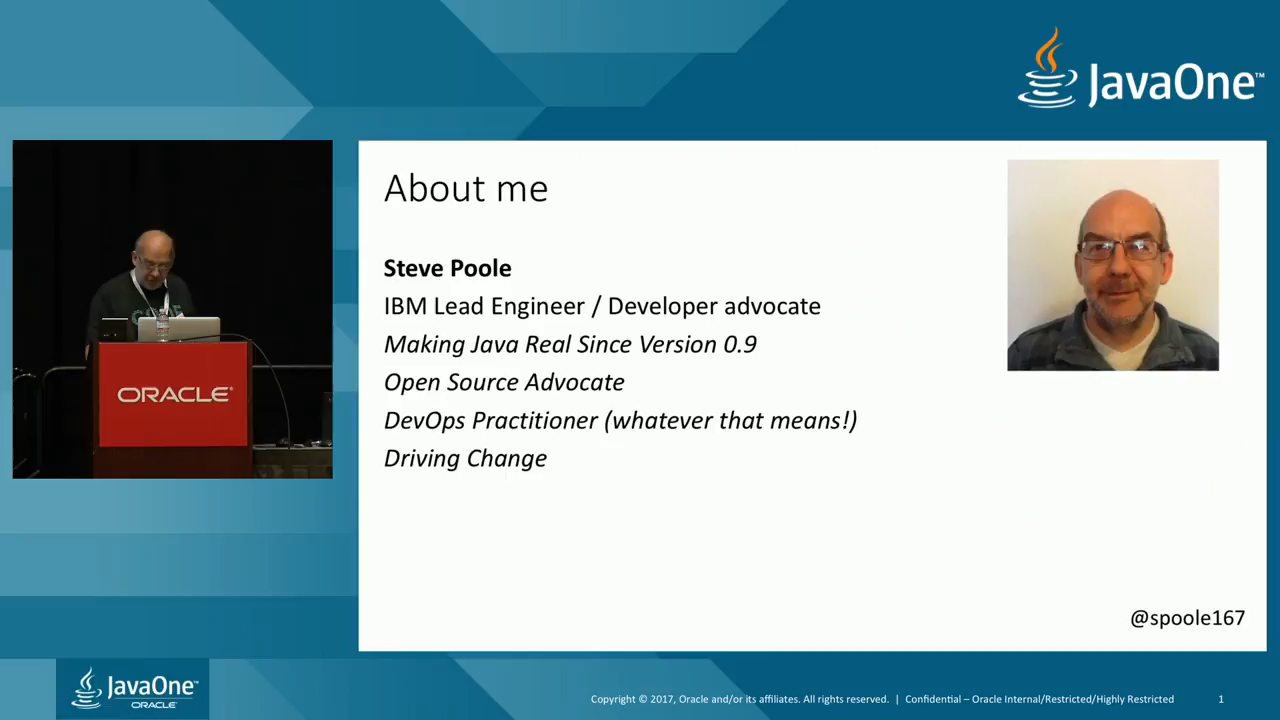 JavaOne™
About me
Steve Poole
IBM Lead Engineer / Developer advocate
Making Java Real Since Version 0.9
Open Source Advocate
DevOps Practitioner (whatever that means!)
Driving Change
ORACLE®
@spoole167
JavaOne™
ORACLE
Copyright © 2017, Oracle and/or its affiliates. All rights reserved. | Confidential – Oracle Internal/Restricted/Highly Restricted 1